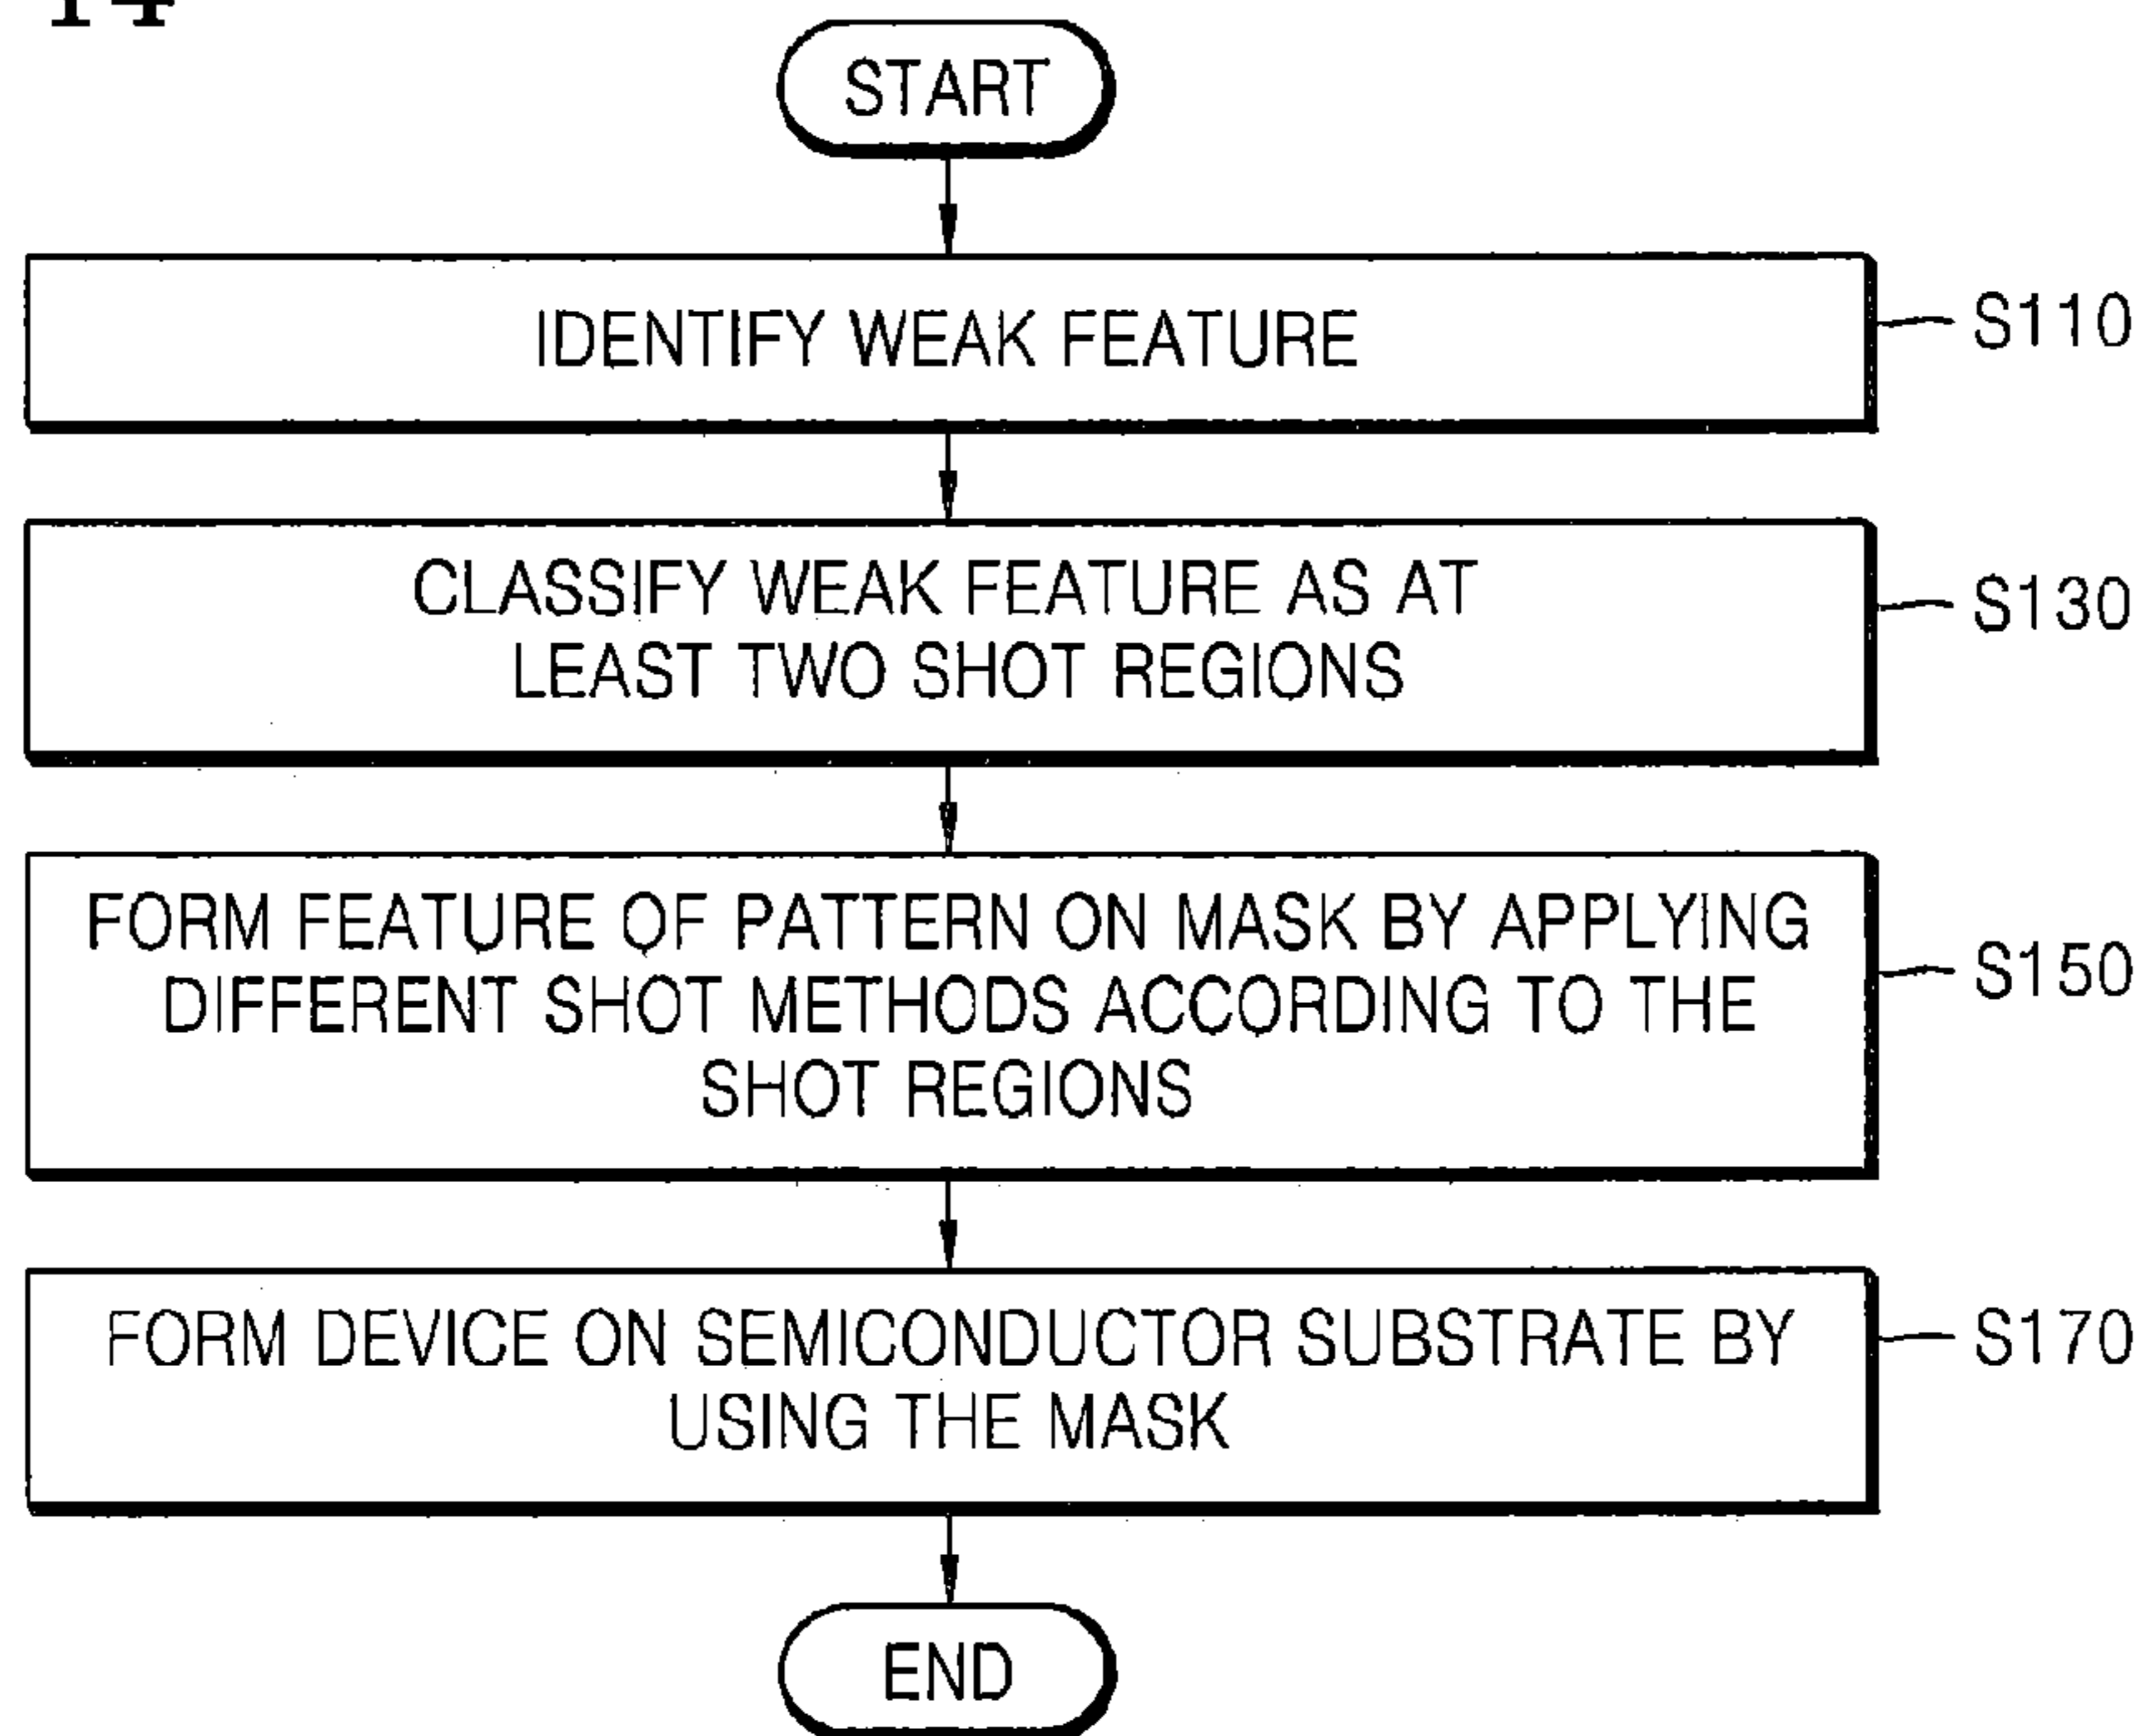 14
START
IDENTIFY WEAK FEATURE
S110
CLASSIFY WEAK FEATURE AS AT
LEAST TWO SHOT REGIONS
S130
FORM FEATURE OF PATTERN ON MASK BY APPLYING
DIFFERENT SHOT METHODS ACCORDING TO THE
SHOT REGIONS
S150
FORM DEVICE ON SEMICONDUCTOR SUBSTRATE BY
USING THE MASK
S170
END